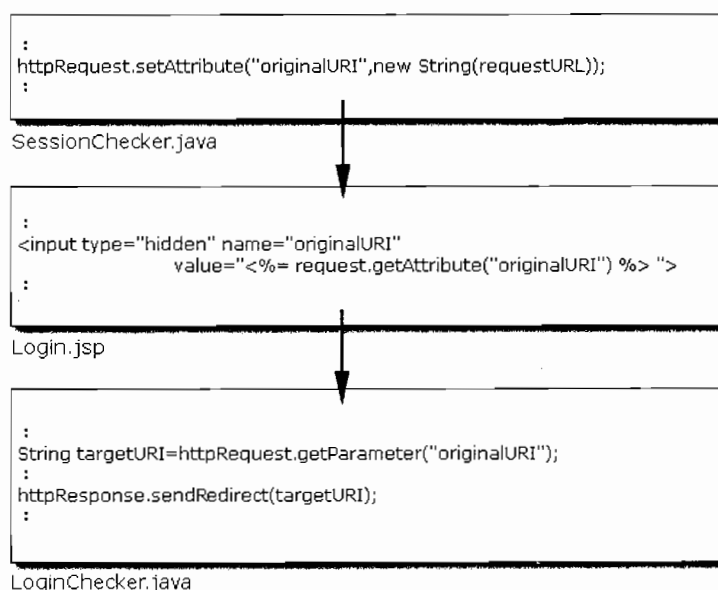 :
httpRequest.setAttribute("originalURI",new String(requestURL));
:
SessionChecker.java
:
<input type="hidden" name="originalURI"
value="<%= request.getAttribute("originalURI") %> ">
:
Login.jsp
:
String targetURI=httpRequest.getParameter("originalURI");
:
httpResponse.sendRedirect(targetURI);
:
LoginChecker.java